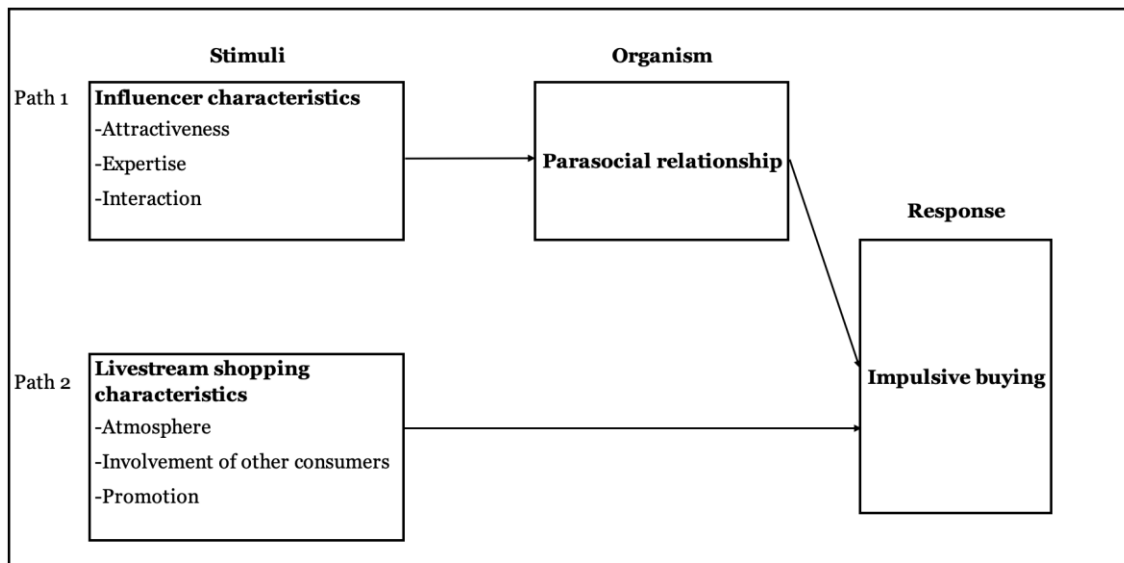 Stimuli
Organism
Path 1
Influencer characteristics
-Attractiveness
-Expertise
-Interaction
Parasocial relationship
Response
Path 2
Livestream shopping
characteristics
-Atmosphere
-Involvement of other consumers
-Promotion
Impulsive buying